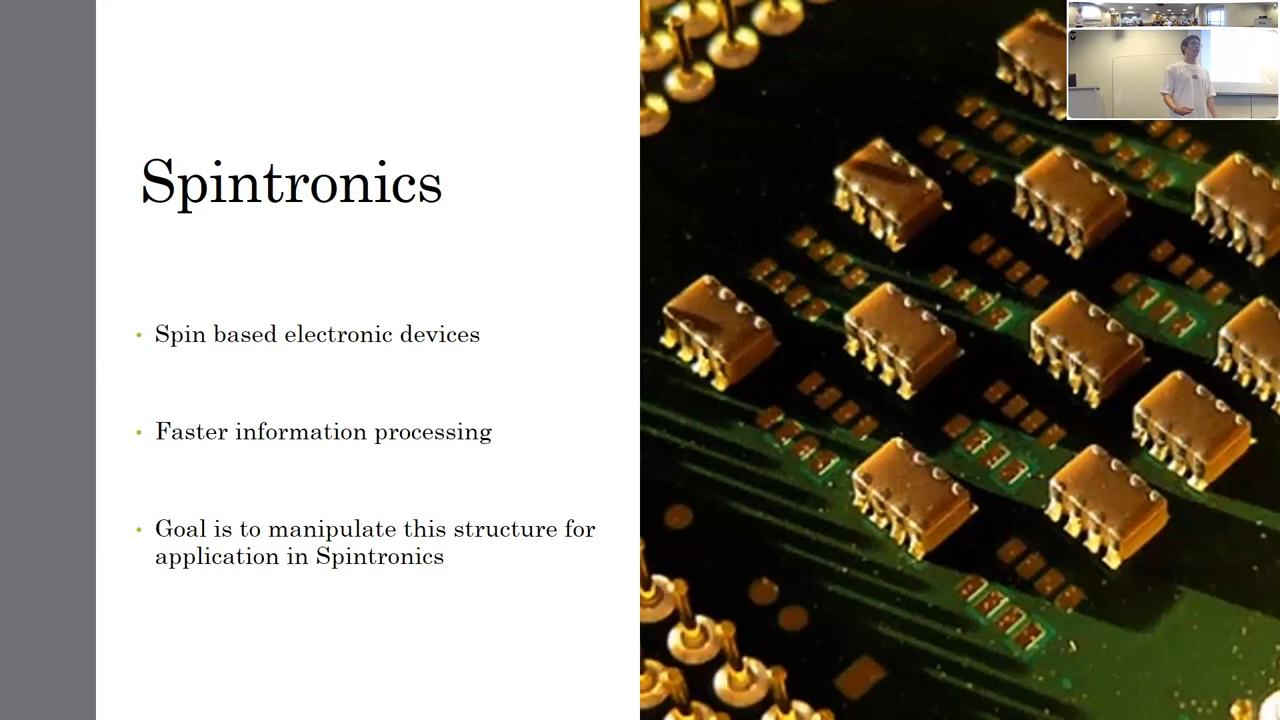 Spintronics
• Spin based electronic devices
• Faster information processing
• Goal is to manipulate this structure for
application in Spintronics